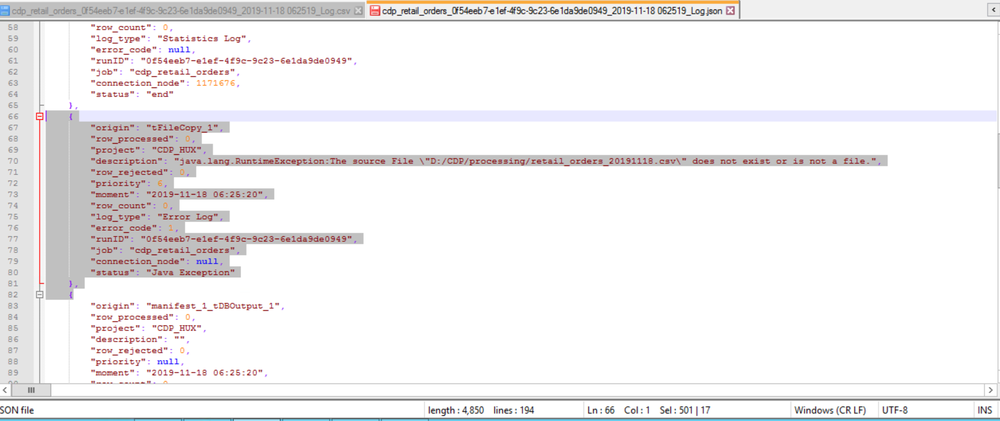 cdp_retail_orders_0f54eeb7-e1ef-4f9c-9c23-6e1da9de0949_2019-11-18 062519_Log.csv cdp_retail_orders_0f54eeb7-e1ef-4f9c-9c23-6e1da9de0949_2019-11-18 062519_Log.json
58 "row_count": 0,
59 "log_type": "Statistics Log",
60 "error_code": null,
61 "runID": "0f54eeb7-e1ef-4f9c-9c23-6e1da9de0949",
62 "job": "cdp_retail_orders",
63 "connection_node": 1171676,
64 "status": "end"
65 },
66 {
67 "origin": "tFileCopy_1",
68 "row_processed": 0,
69 "project": "CDP_HUX",
70 "description": "java.lang.RuntimeException:The source File \"D:/CDP/processing/retail_orders_20191118.csv\" does not exist or is not a file.",
71 "row_rejected": 0,
72 "priority": 6,
73 "moment": "2019-11-18 06:25:20",
74 "row_count": 0,
75 "log_type": "Error Log",
76 "error_code": 1,
77 "runID": "0f54eeb7-e1ef-4f9c-9c23-6e1da9de0949",
78 "job": "cdp_retail_orders",
79 "connection_node": null,
80 "status": "Java Exception"
81 },
82 {
83 "origin": "manifest_1_tDBOutput_1",
84 "row_processed": 0,
85 "project": "CDP_HUX",
86 "description": "",
87 "row_rejected": 0,
88 "priority": null,
89 "moment": "2019-11-18 06:25:20",
SON file length : 4,850 lines : 194 Ln : 66 Col : 1 Sel : 501 | 17 Windows (CR LF) UTF-8 INS